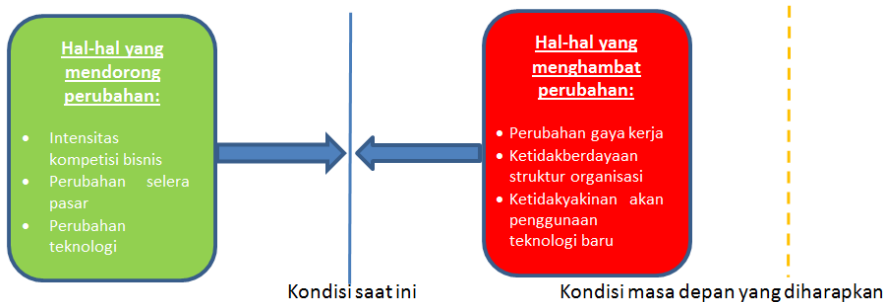 Hal-hal yang
mendorong
perubahan:
• Intensitas
kompetisi bisnis
• Perubahan selera
pasar
• Perubahan
teknologi
Hal-hal yang
menghambat
perubahan:
• Perubahan gaya kerja
• Ketidakberdayaan
struktur organisasi
• Ketidakyakinan akan
penggunaan
teknologi baru
Kondisi saat ini
Kondisi masa depan yang diharapkan